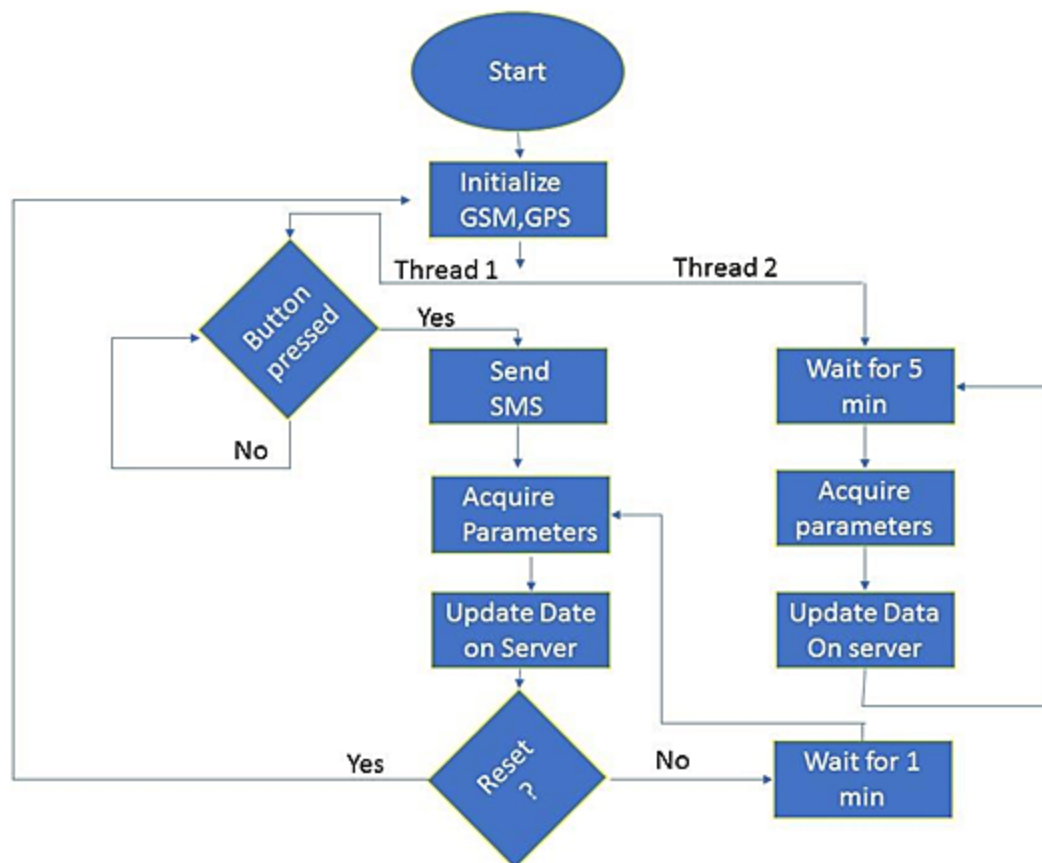 Start
Initialize
GSM,GPS
Thread 1
Thread 2
Button
pressed
Yes
No
Send
SMS
Wait for 5
min
Acquire
Parameters
Acquire
parameters
Update Date
on Server
Update Data
On server
Reset
?
Yes
No
Wait for 1
min